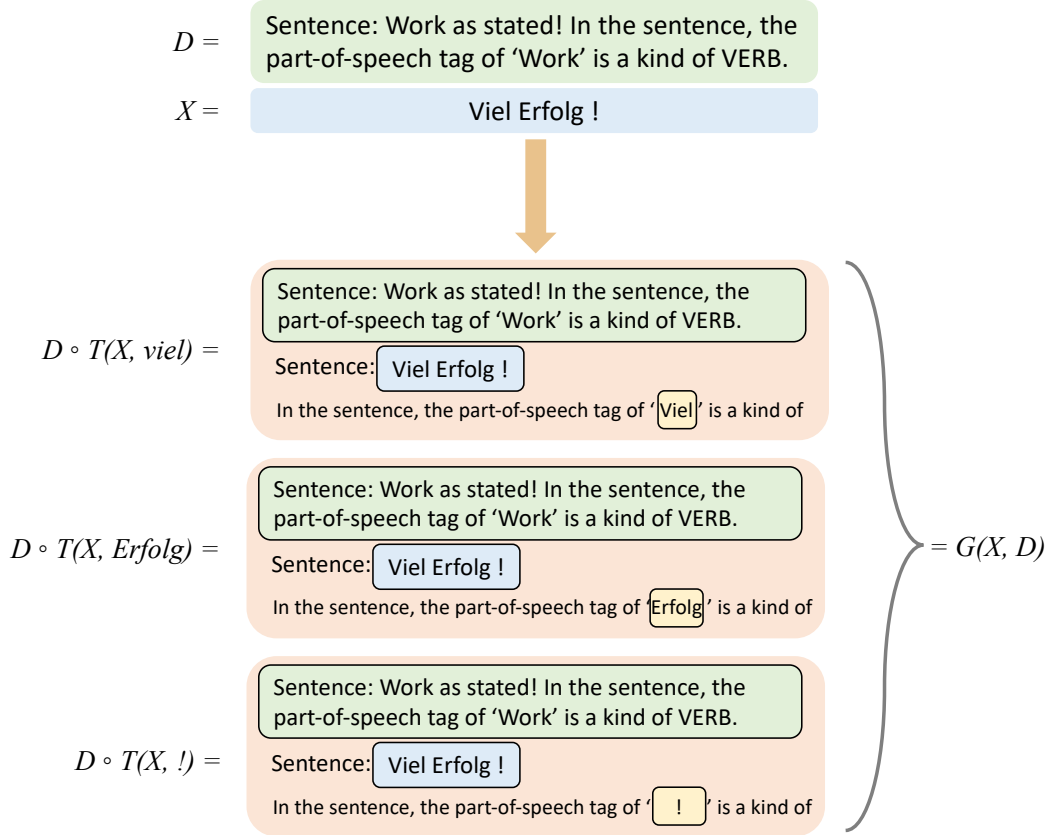 D =
Sentence: Work as stated! In the sentence, the
part-of-speech tag of ‘Work’ is a kind of VERB.
X =
Viel Erfolg !
D ∘ T(X, viel) =
Sentence: Work as stated! In the sentence, the
part-of-speech tag of ‘Work’ is a kind of VERB.
Sentence: Viel Erfolg !
In the sentence, the part-of-speech tag of ‘ Viel ’ is a kind of
D ∘ T(X, Erfolg) =
Sentence: Work as stated! In the sentence, the
part-of-speech tag of ‘Work’ is a kind of VERB.
Sentence: Viel Erfolg !
In the sentence, the part-of-speech tag of ‘Erfolg ’ is a kind of
= G(X, D)
D ∘ T(X, !) =
Sentence: Work as stated! In the sentence, the
part-of-speech tag of ‘Work’ is a kind of VERB.
Sentence: Viel Erfolg !
In the sentence, the part-of-speech tag of ‘ ! ’ is a kind of